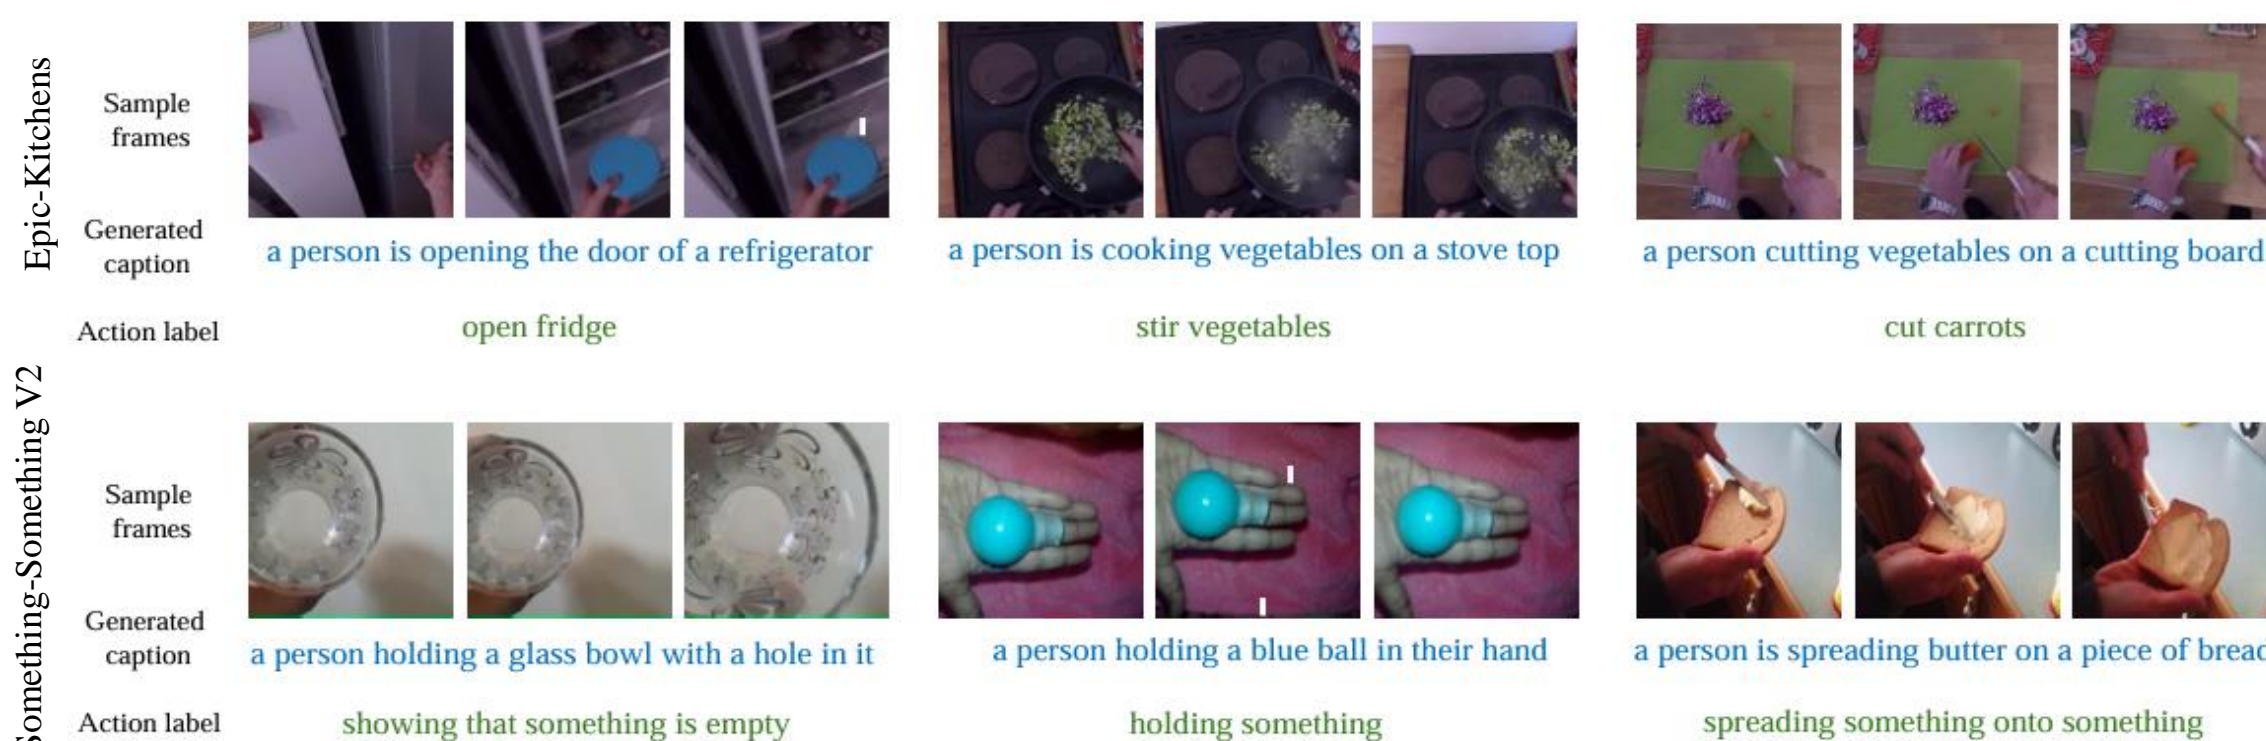 Epic-Kitchens
Sample
frames
Generated
caption
a person is opening the door of a refrigerator
a person is cooking vegetables on a stove top
a person cutting vegetables on a cutting board
Action label
open fridge
stir vegetables
cut carrots
Something-Something V2
Sample
frames
Generated
caption
a person holding a glass bowl with a hole in it
a person holding a blue ball in their hand
a person is spreading butter on a piece of bread
Action label
showing that something is empty
holding something
spreading something onto something